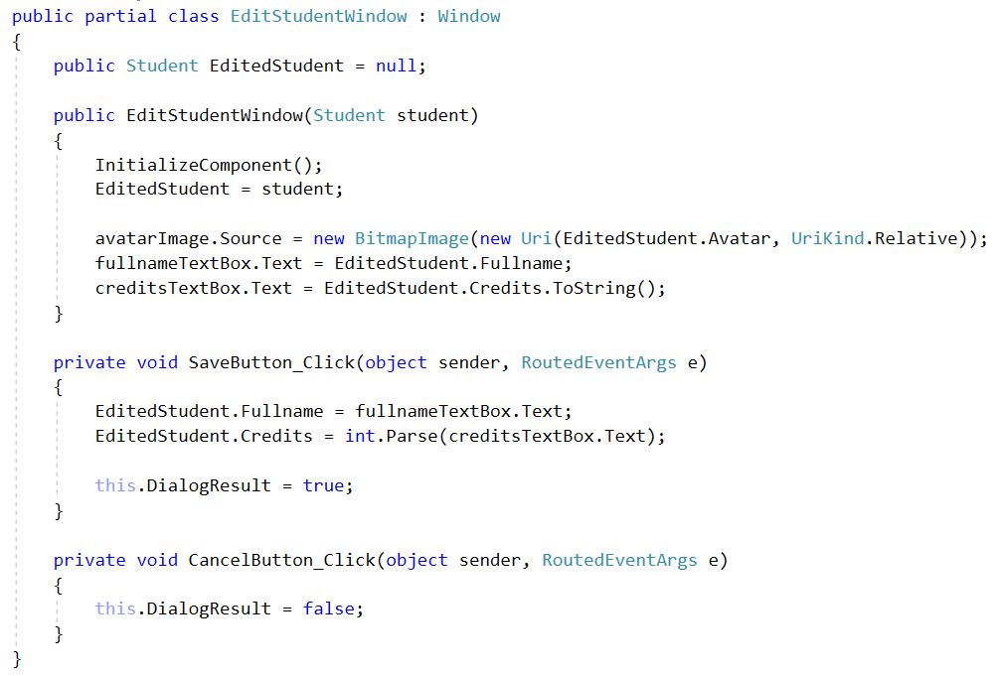 public partial class EditStudentWindow : Window
{
    public Student EditedStudent = null;

    public EditStudentWindow(Student student)
    {
        InitializeComponent();
        EditedStudent = student;

        avatarImage.Source = new BitmapImage(new Uri(EditedStudent.Avatar, UriKind.Relative));
        fullnameTextBox.Text = EditedStudent.Fullname;
        creditsTextBox.Text = EditedStudent.Credits.ToString();
    }

    private void SaveButton_Click(object sender, RoutedEventArgs e)
    {
        EditedStudent.Fullname = fullnameTextBox.Text;
        EditedStudent.Credits = int.Parse(creditsTextBox.Text);

        this.DialogResult = true;
    }

    private void CancelButton_Click(object sender, RoutedEventArgs e)
    {
        this.DialogResult = false;
    }
}